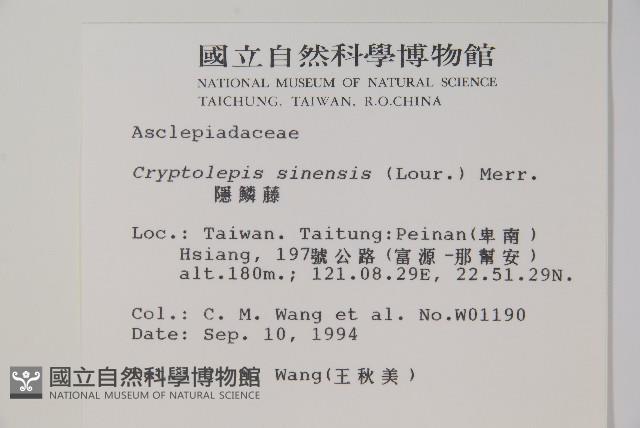 國立自然科學博物館
NATIONAL MUSEUM OF NATURAL SCIENCE
TAICHUNG, TAIWAN, R.O.CHINA
Asclepiadaceae
Cryptolepis sinensis (Lour.) Merr.
隱鱗藤
Loc.: Taiwan. Taitung:Peinan(卑南)
Hsiang, 197號公路(富源-那幫安)
alt.180m.; 121.08.29E, 22.51.29N.
Col.: C. M. Wang et al. No.W01190
Date: Sep. 10, 1994
Wang(王秋美)
國立自然科學博物館
NATIONAL MUSEUM OF NATURAL SCIENCE